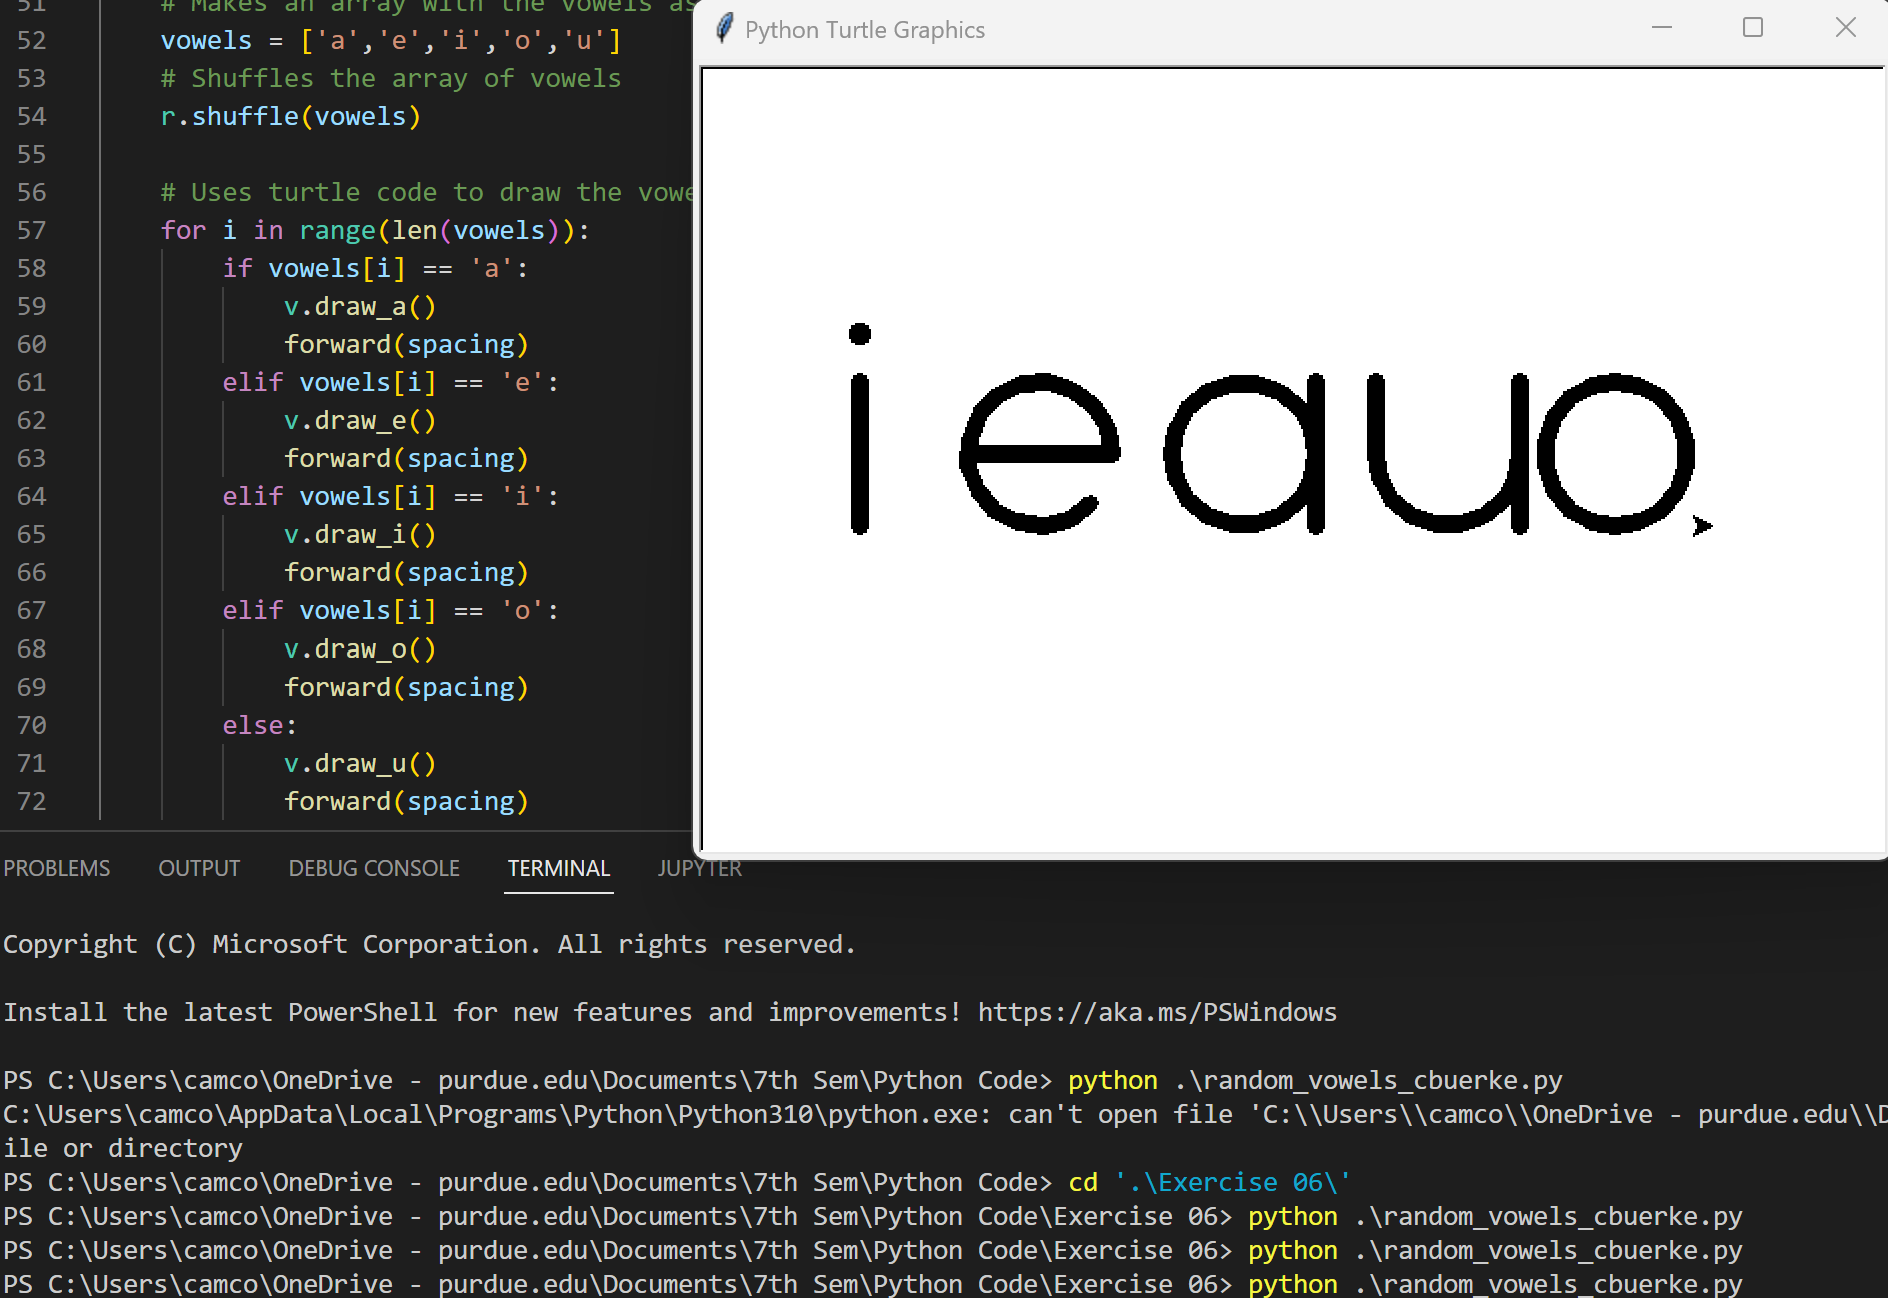 51 # Makes an array with the vowels as
52 vowels = ['a','e','i','o','u']
53 # Shuffles the array of vowels
54 r.shuffle(vowels)
55
56 # Uses turtle code to draw the vowe
57 for i in range(len(vowels)):
58 if vowels[i] == 'a':
59 v.draw_a()
60 forward(spacing)
61 elif vowels[i] == 'e':
62 v.draw_e()
63 forward(spacing)
64 elif vowels[i] == 'i':
65 v.draw_i()
66 forward(spacing)
67 elif vowels[i] == 'o':
68 v.draw_o()
69 forward(spacing)
70 else:
71 v.draw_u()
72 forward(spacing)
Python Turtle Graphics
i e a u o
PROBLEMS OUTPUT DEBUG CONSOLE TERMINAL JUPYTER
Copyright (C) Microsoft Corporation. All rights reserved.
Install the latest PowerShell for new features and improvements! https://aka.ms/PSWindows
PS C:\Users\camco\OneDrive - purdue.edu\Documents\7th Sem\Python Code> python .\random_vowels_cbuerke.py
C:\Users\camco\AppData\Local\Programs\Python\Python310\python.exe: can't open file 'C:\\Users\\camco\\OneDrive - purdue.edu\\D
ile or directory
PS C:\Users\camco\OneDrive - purdue.edu\Documents\7th Sem\Python Code> cd '.\Exercise 06\'
PS C:\Users\camco\OneDrive - purdue.edu\Documents\7th Sem\Python Code\Exercise 06> python .\random_vowels_cbuerke.py
PS C:\Users\camco\OneDrive - purdue.edu\Documents\7th Sem\Python Code\Exercise 06> python .\random_vowels_cbuerke.py
PS C:\Users\camco\OneDrive - purdue.edu\Documents\7th Sem\Python Code\Exercise 06> python .\random_vowels_cbuerke.py